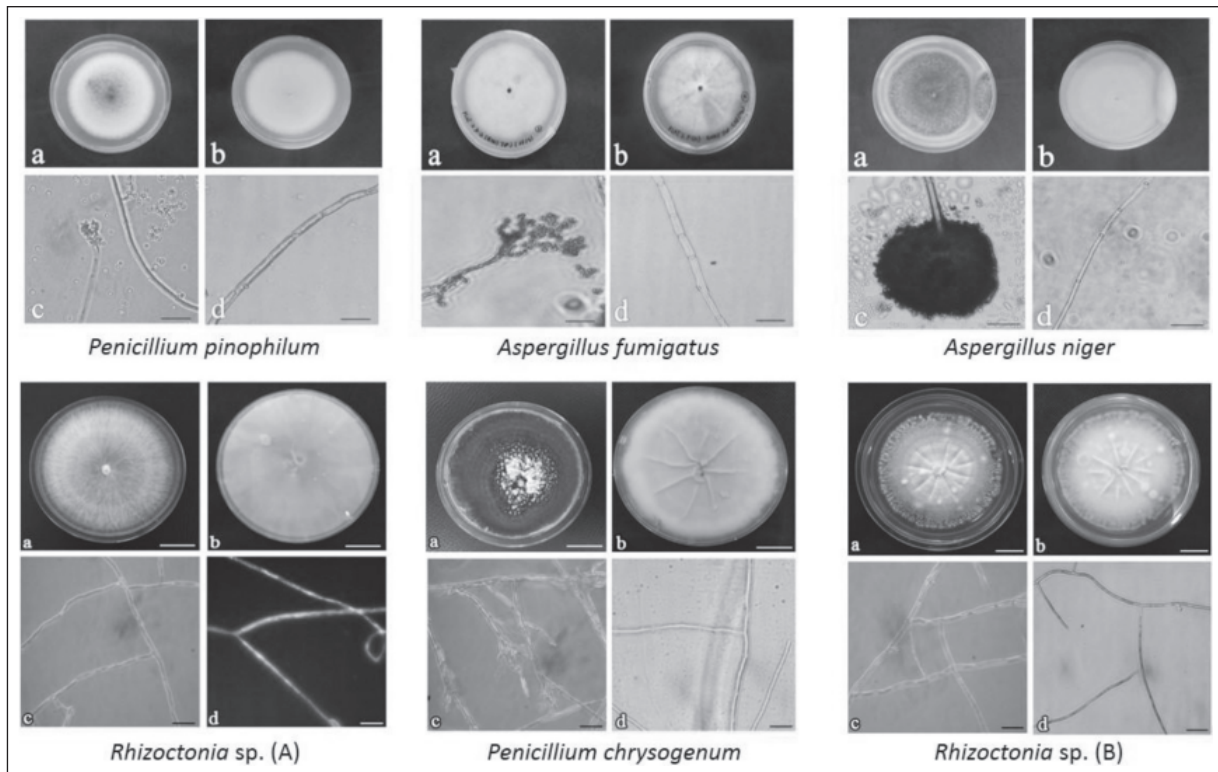 a b
c d
Penicillium pinophilum
a b
c d
Aspergillus fumigatus
a b
c d
Aspergillus niger
a b
c d
Rhizoctonia sp. (A)
a b
c d
Penicillium chrysogenum
a b
c d
Rhizoctonia sp. (B)